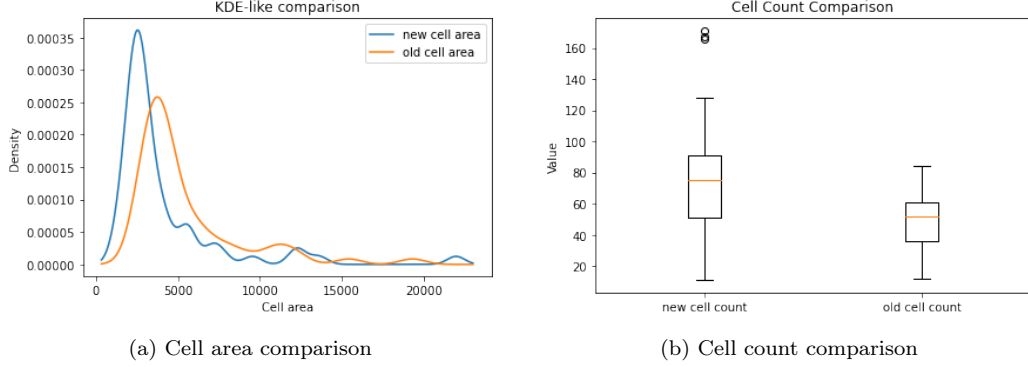 KDE-like comparison
new cell area
old cell area
0.00035
0.00030
0.00025
0.00020
0.00015
0.00010
0.00005
0.00000
Density
0 5000 10000 15000 20000
Cell area
(a) Cell area comparison
Cell Count Comparison
160
140
120
100
80
60
40
20
Value
new cell count old cell count
(b) Cell count comparison